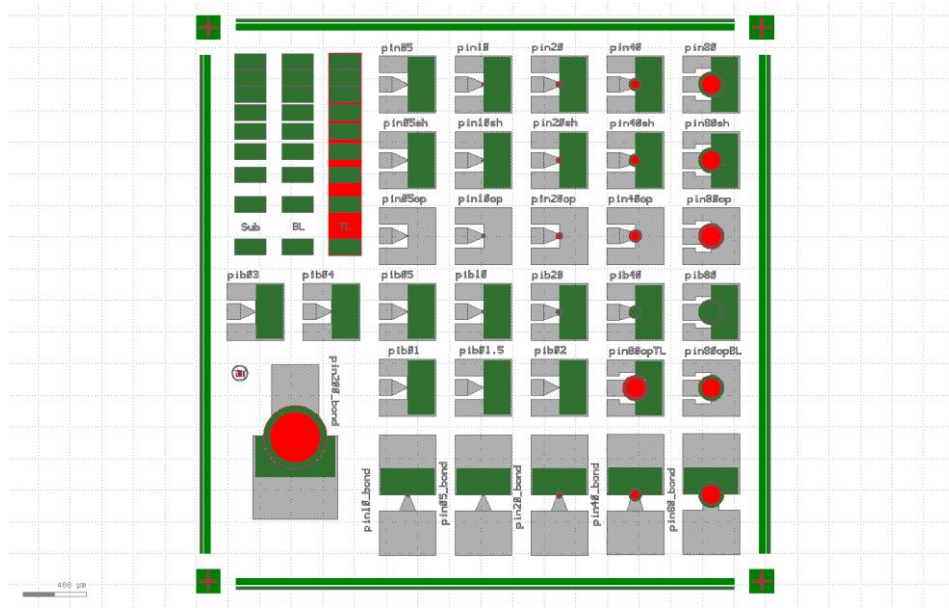 pin05 pin10 pin20 pin40 pin80
pin05sh pin10sh pin20sh pin40sh pin80sh
pin05op pin10op pin20op pin40op pin80op
Sub BL TL
pib03 pib04 pib05 pib10 pib20 pib40 pib80
pib01 pib01.5 pib02 pin80opTL pin80opBL
pin200_bond
pin10_bond pin05_bond pin20_bond pin40_bond pin80_bond
400 µm